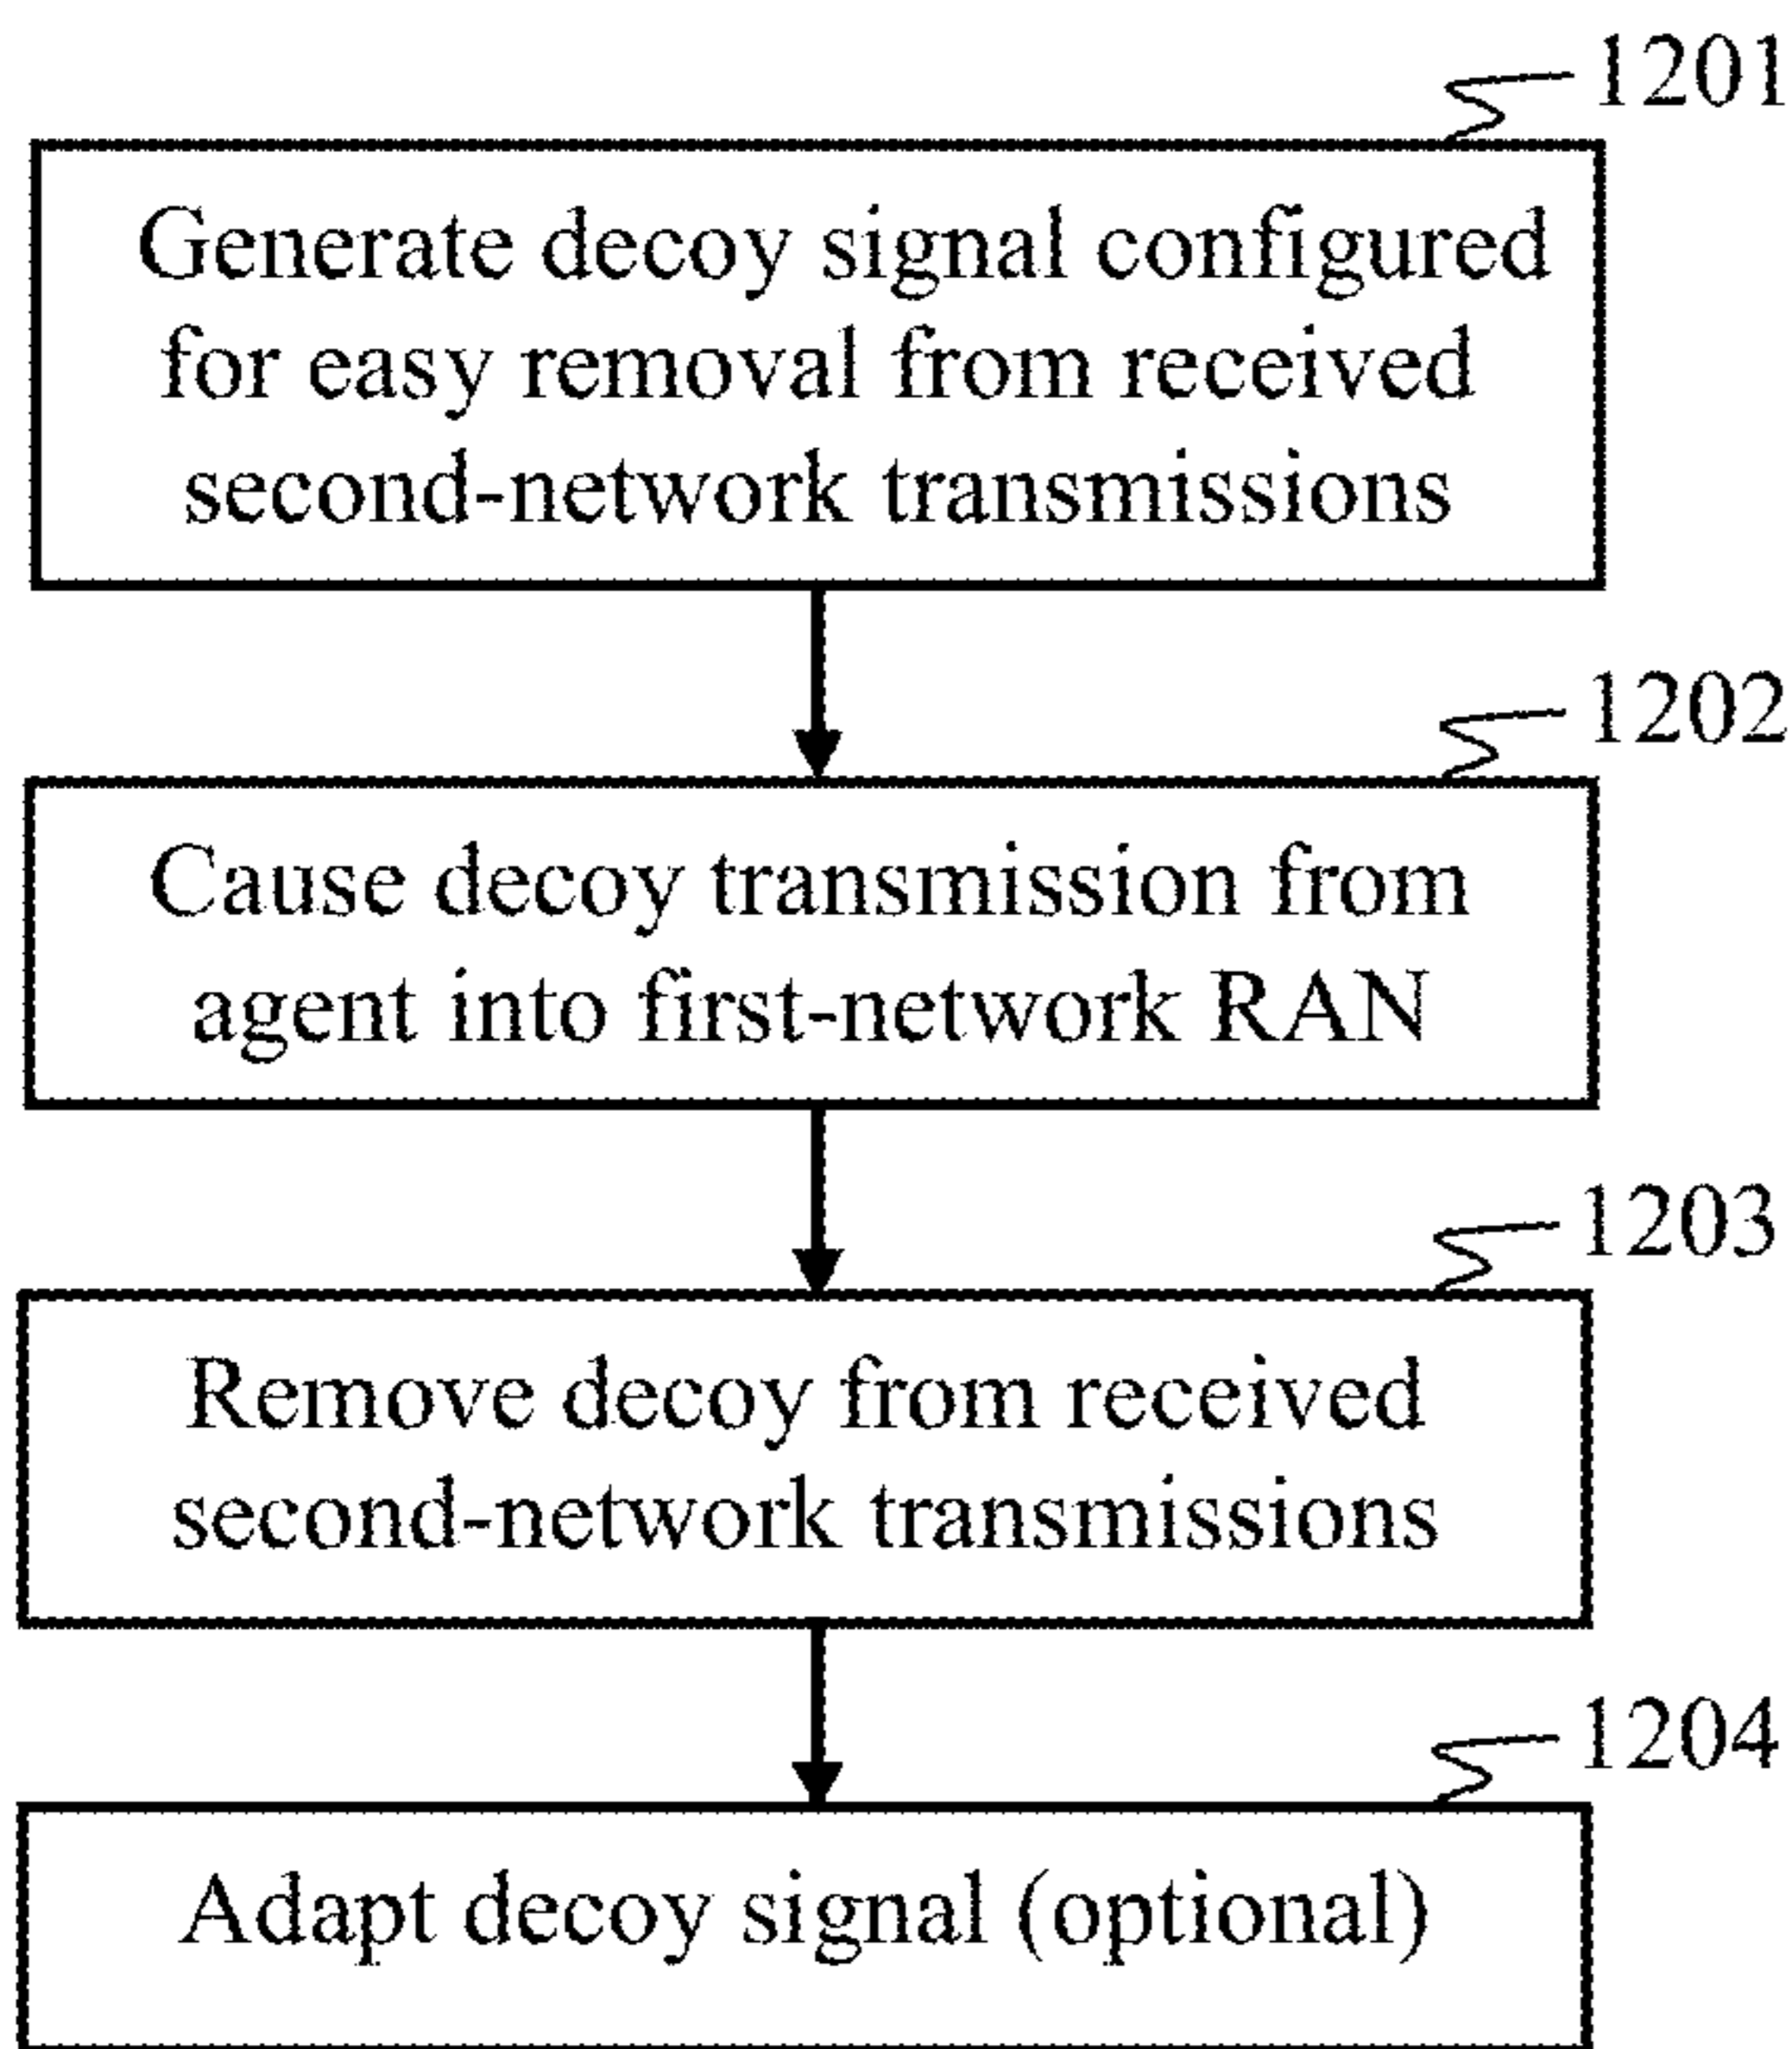 1201
Generate decoy signal configured
for easy removal from received
second-network transmissions
1202
Cause decoy transmission from
agent into first-network RAN
1203
Remove decoy from received
second-network transmissions
1204
Adapt decoy signal (optional)